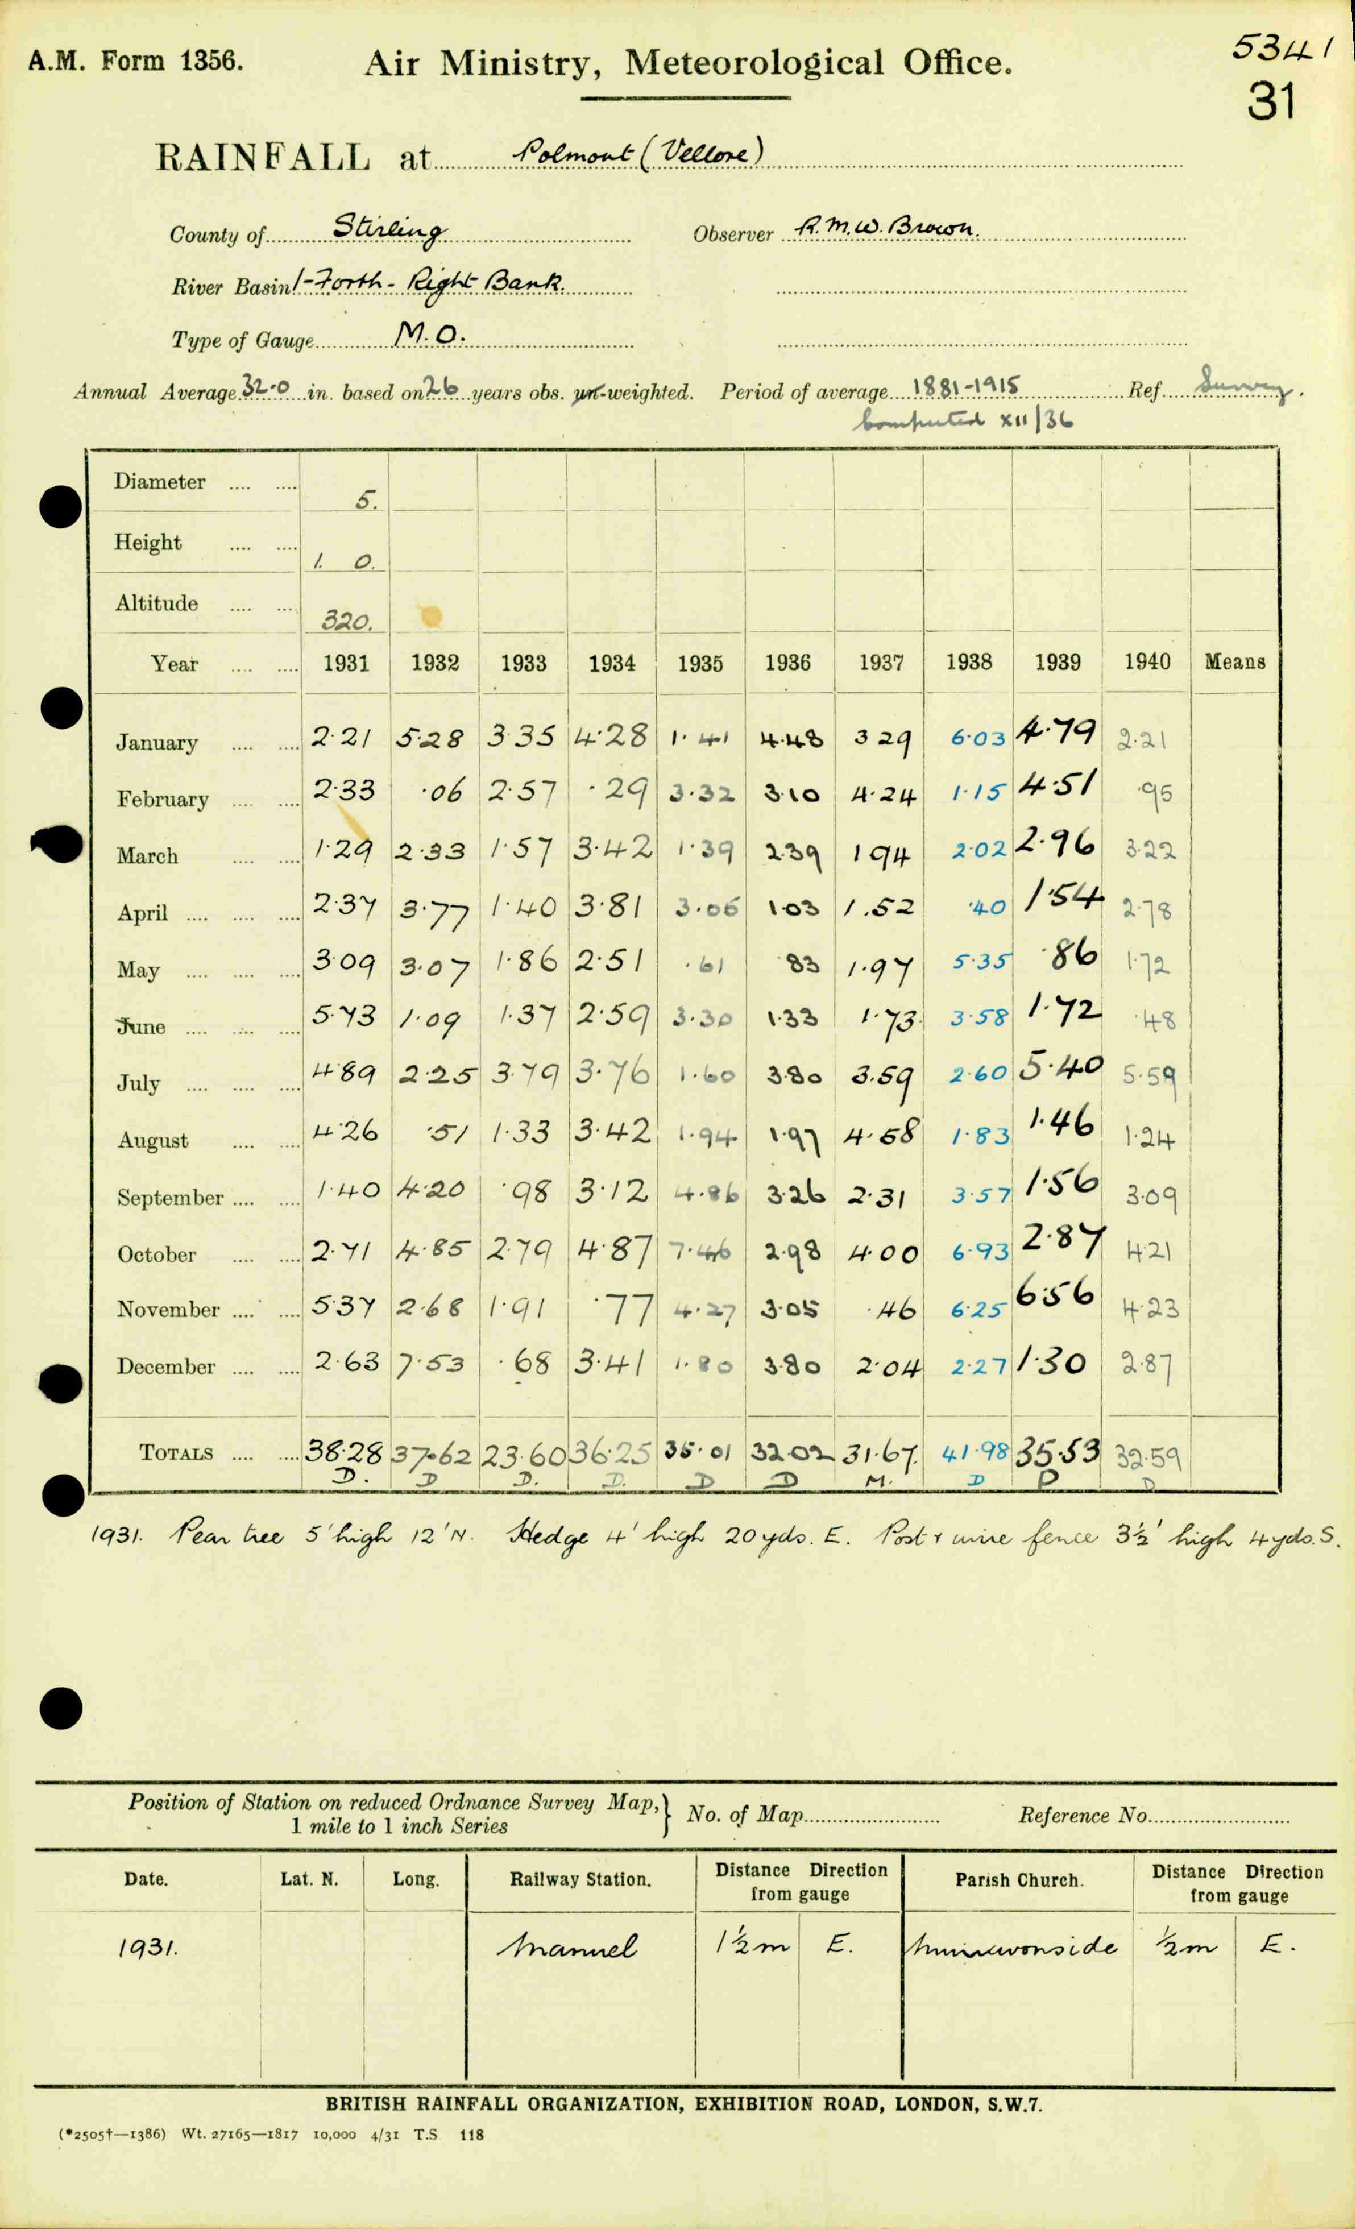 5341
A.M. Form 1356. Air Ministry, Meteorological Office.
31
RAINFALL at Polmont (Vellore)
County of Stirling Observer R.M.W. Brown.
River Basin 1-Forth - Right Bank.
Type of Gauge M.O.
Annual Average 32.0 in. based on 26 years obs. un-weighted. Period of average 1881-1915 Ref. Survey.
Computed XII/36
Diameter .... .... 5.
Height .... .... 1. 0.
Altitude .... .... 320.
Year .... .... 1931 1932 1933 1934 1935 1936 1937 1938 1939 1940 Means
January .... .... 2.21 5.28 3.35 4.28 1.41 4.48 3.29 6.03 4.79 2.21
February .... .... 2.33 .06 2.57 .29 3.32 3.10 4.24 1.15 4.51 .95
March .... .... 1.29 2.33 1.57 3.42 1.39 2.39 1.94 2.02 2.96 3.22
April .... .... .... 2.37 3.77 1.40 3.81 3.06 1.03 1.52 .40 1.54 2.78
May .... .... .... 3.09 3.07 1.86 2.51 .61 .83 1.97 5.35 .86 1.72
June .... .... .... 5.73 1.09 1.37 2.59 3.30 1.33 1.73 3.58 1.72 .48
July .... .... .... 4.89 2.25 3.79 3.76 1.60 3.80 3.59 2.60 5.40 5.59
August .... .... 4.26 .51 1.33 3.42 1.94 1.97 4.58 1.83 1.46 1.24
September .... .... 1.40 4.20 .98 3.12 4.86 3.26 2.31 3.57 1.56 3.09
October .... .... 2.71 4.85 2.79 4.87 7.46 2.98 4.00 6.93 2.87 4.21
November .... .... 5.37 2.68 1.91 .77 4.27 3.05 .46 6.25 6.56 4.23
December .... .... 2.63 7.53 .68 3.41 1.80 3.80 2.04 2.27 1.30 2.87
TOTALS .... .... 38.28 37.62 23.60 36.25 35.01 32.02 31.67 41.98 35.53 32.59
D. D D. D. D D M. D D D
1931. Pear tree 5' high 12' N. Hedge 4' high 20 yds. E. Post & wire fence 3½' high 4 yds. S.
Position of Station on reduced Ordnance Survey Map, } No. of Map Reference No.
1 mile to 1 inch Series
Date. Lat. N. Long. Railway Station. Distance Direction from gauge Parish Church. Distance Direction from gauge
1931. Manuel 1½ m E. Muiravonside ½ m E.
BRITISH RAINFALL ORGANIZATION, EXHIBITION ROAD, LONDON, S.W.7.
(*2505†—1386) Wt. 27165—1817 10,000 4/31 T.S 118